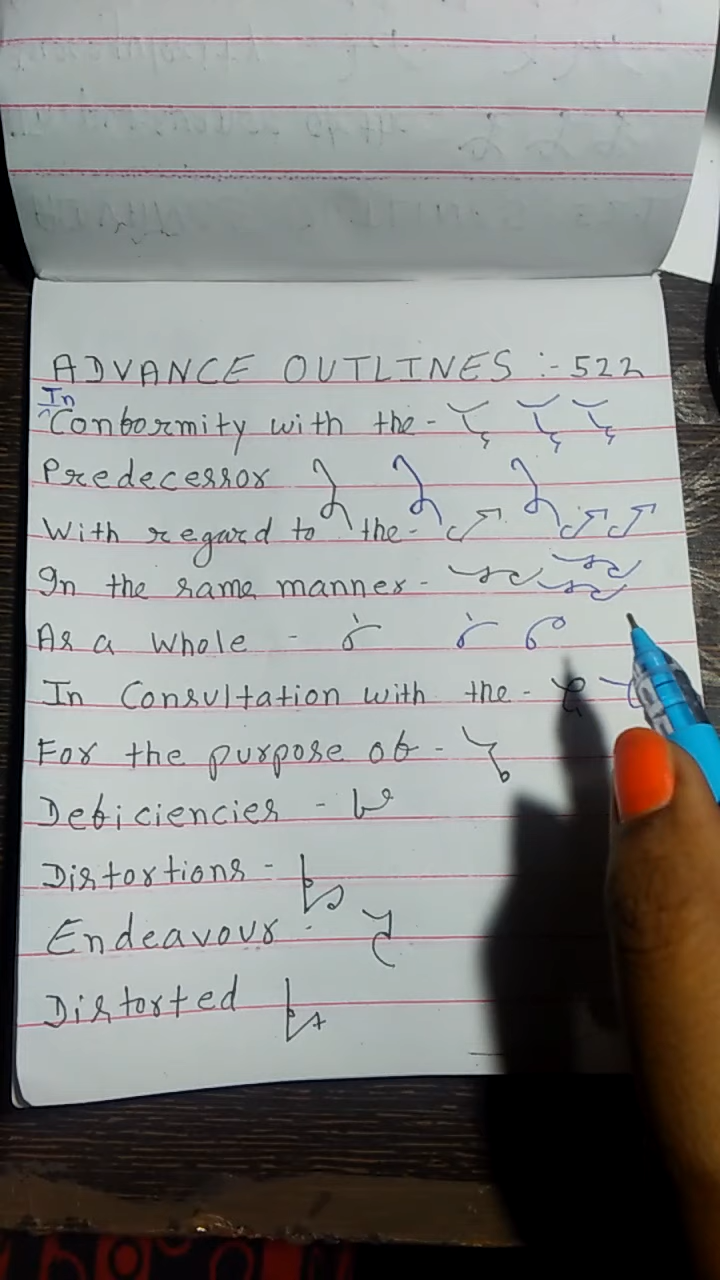 ADVANCE OUTLINES :- 522
In Conformity with the -
Predecessor
With regard to the -
In the same manner -
As a Whole -
In Consultation with the -
For the purpose of -
Deficiencies -
Distortions -
Endeavour -
Distorted